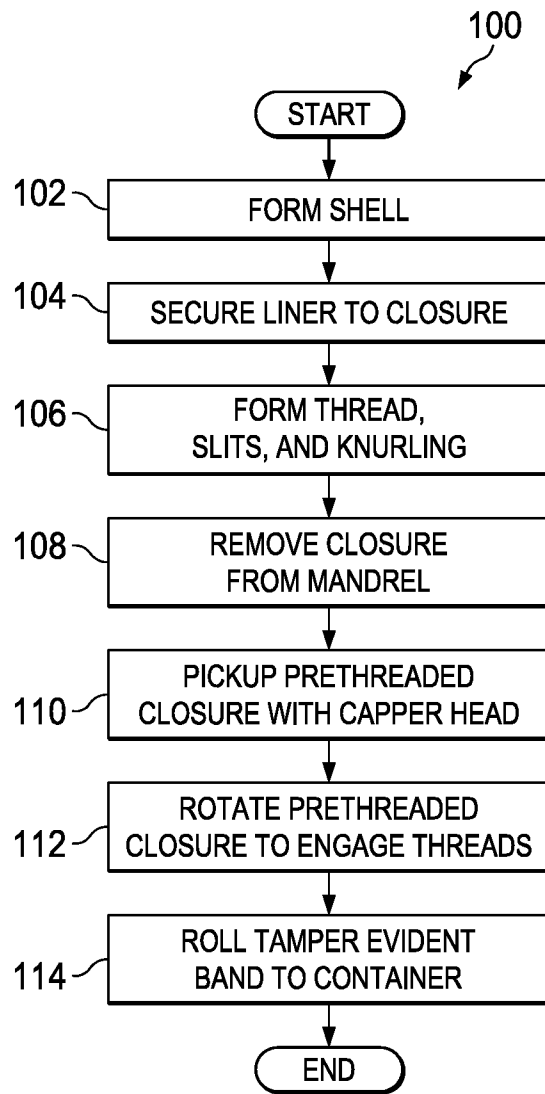 100
START
102
FORM SHELL
104
SECURE LINER TO CLOSURE
106
FORM THREAD,
SLITS, AND KNURLING
108
REMOVE CLOSURE
FROM MANDREL
110
PICKUP PRETHREADED
CLOSURE WITH CAPPER HEAD
112
ROTATE PRETHREADED
CLOSURE TO ENGAGE THREADS
114
ROLL TAMPER EVIDENT
BAND TO CONTAINER
END